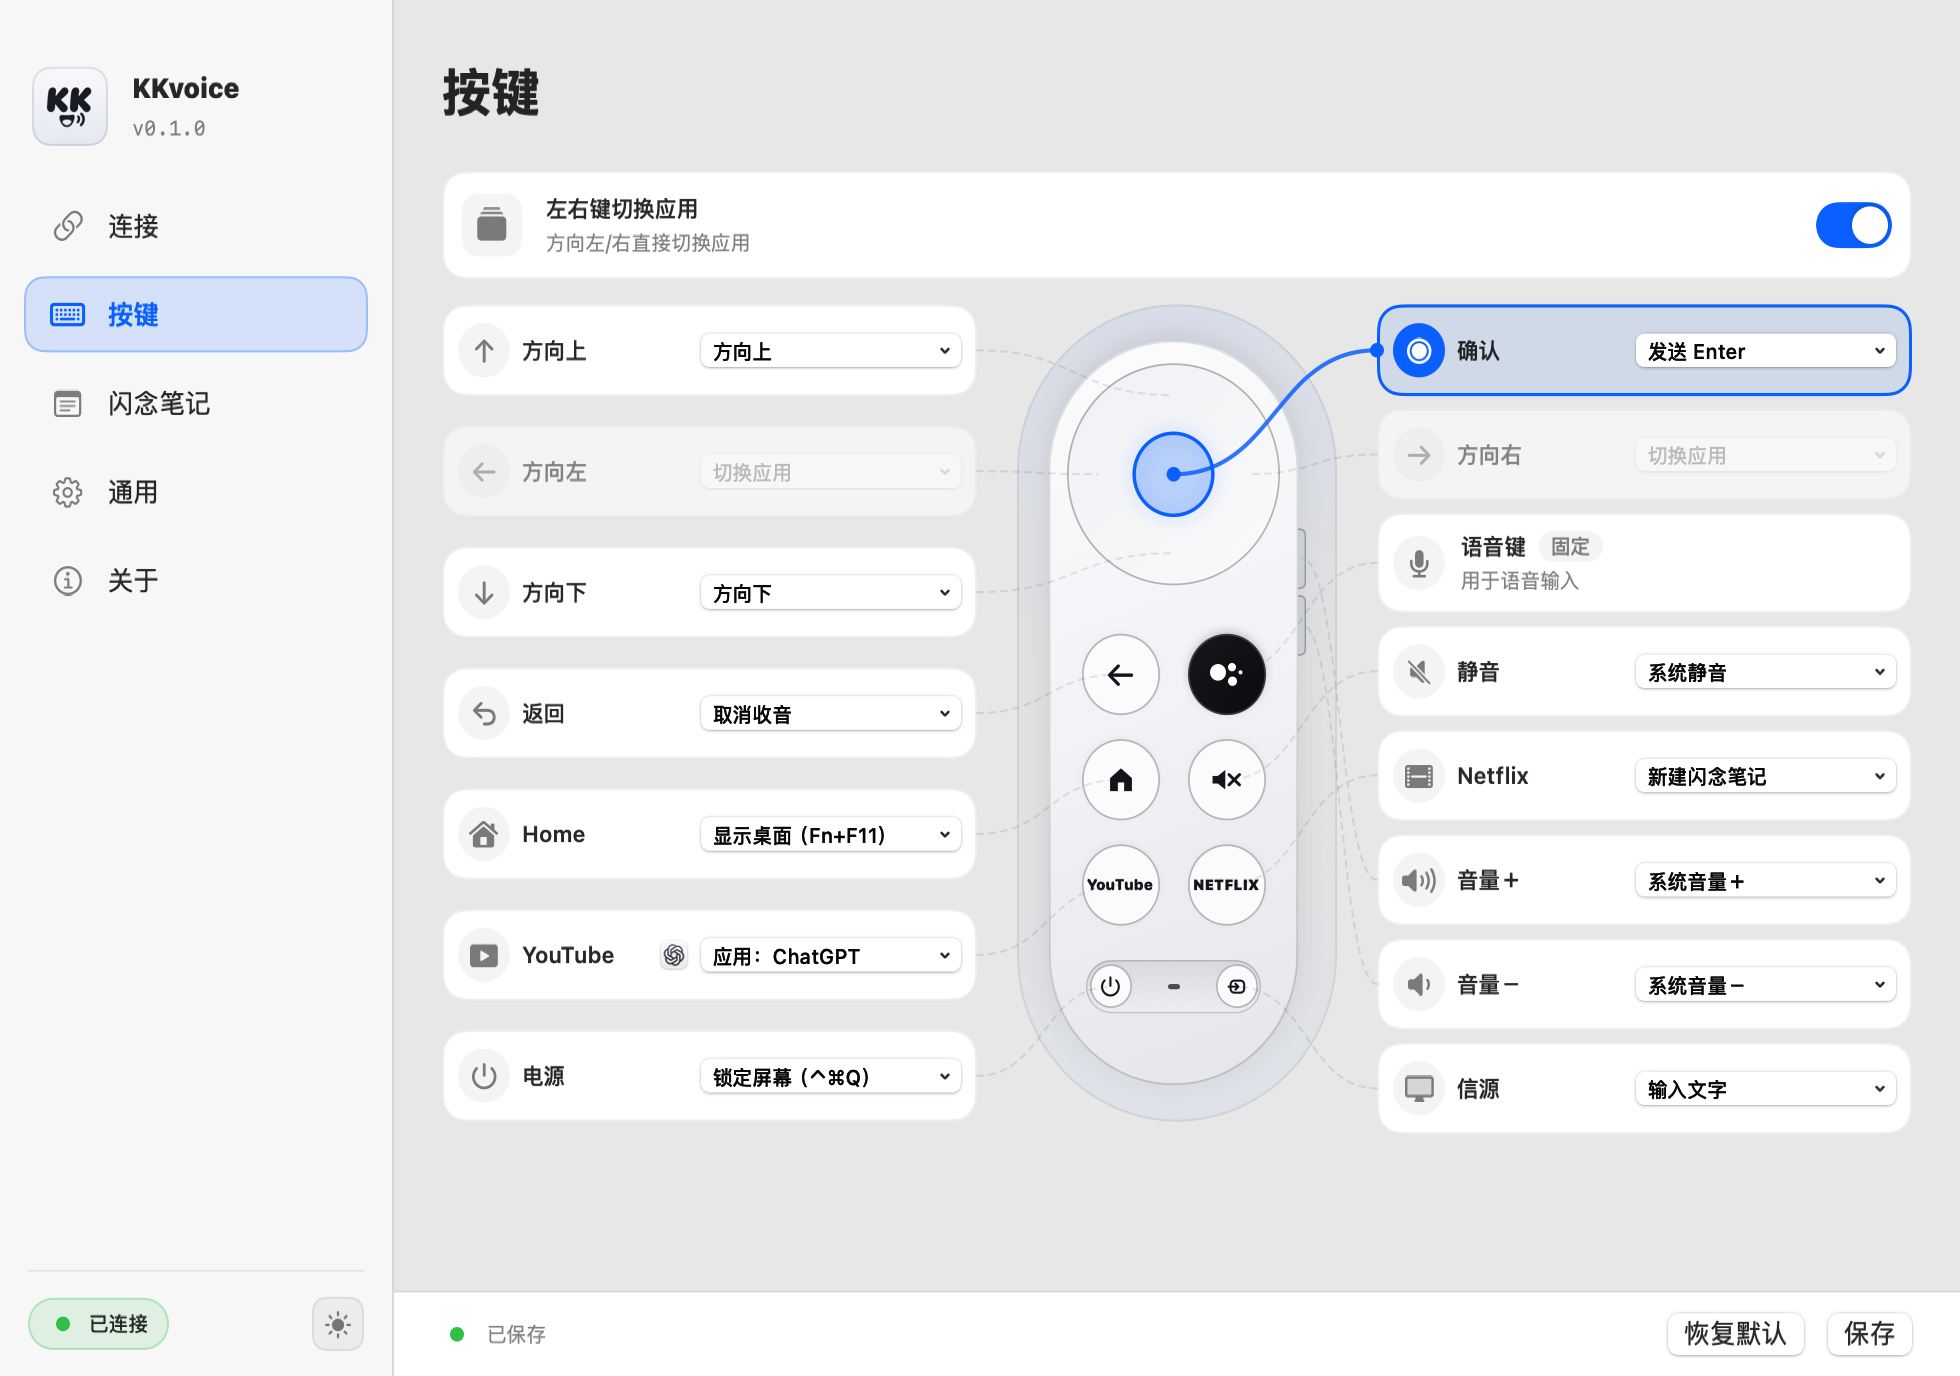 KK
KKvoice
v0.1.0
连接
按键
闪念笔记
通用
关于
已连接
按键
左右键切换应用
方向左/右直接切换应用
方向上
方向上
方向左
切换应用
方向下
方向下
返回
取消收音
Home
显示桌面 (Fn+F11)
YouTube
应用：ChatGPT
电源
锁定屏幕 (^⌘Q)
YouTube
NETFLIX
确认
发送 Enter
方向右
切换应用
语音键
固定
用于语音输入
静音
系统静音
Netflix
新建闪念笔记
音量+
系统音量+
音量−
系统音量−
信源
输入文字
已保存
恢复默认
保存